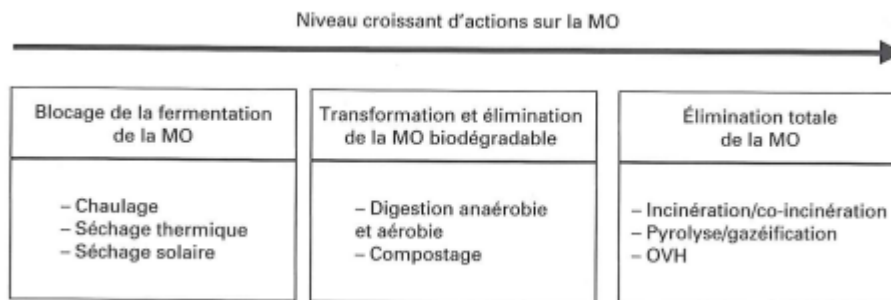 Niveau croissant d'actions sur la MO
Blocage de la fermentation
de la MO
– Chaulage
– Séchage thermique
– Séchage solaire
Transformation et élimination
de la MO biodégradable
– Digestion anaérobie
et aérobie
– Compostage
Élimination totale
de la MO
– Incinération/co-incinération
– Pyrolyse/gazéification
– OVH